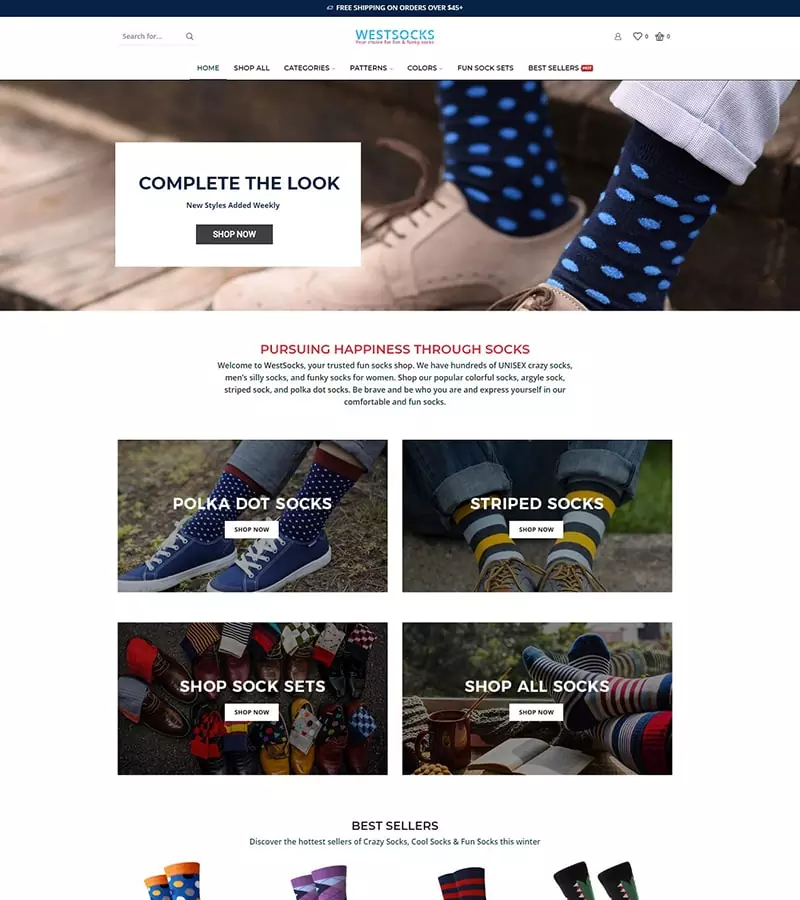 FREE SHIPPING ON ORDERS OVER $45+
Search for...
WESTSOCKS
Your choice for fun & funky socks
0
0
HOME
SHOP ALL
CATEGORIES
PATTERNS
COLORS
FUN SOCK SETS
BEST SELLERS HOT
COMPLETE THE LOOK
New Styles Added Weekly
SHOP NOW
PURSUING HAPPINESS THROUGH SOCKS
Welcome to WestSocks, your trusted fun socks shop. We have hundreds of UNISEX crazy socks,
men's silly socks, and funky socks for women. Shop our popular colorful socks, argyle sock,
striped sock, and polka dot socks. Be brave and be who you are and express yourself in our
comfortable and fun socks.
POLKA DOT SOCKS
SHOP NOW
STRIPED SOCKS
SHOP NOW
SHOP SOCK SETS
SHOP NOW
SHOP ALL SOCKS
SHOP NOW
BEST SELLERS
Discover the hottest sellers of Crazy Socks, Cool Socks & Fun Socks this winter